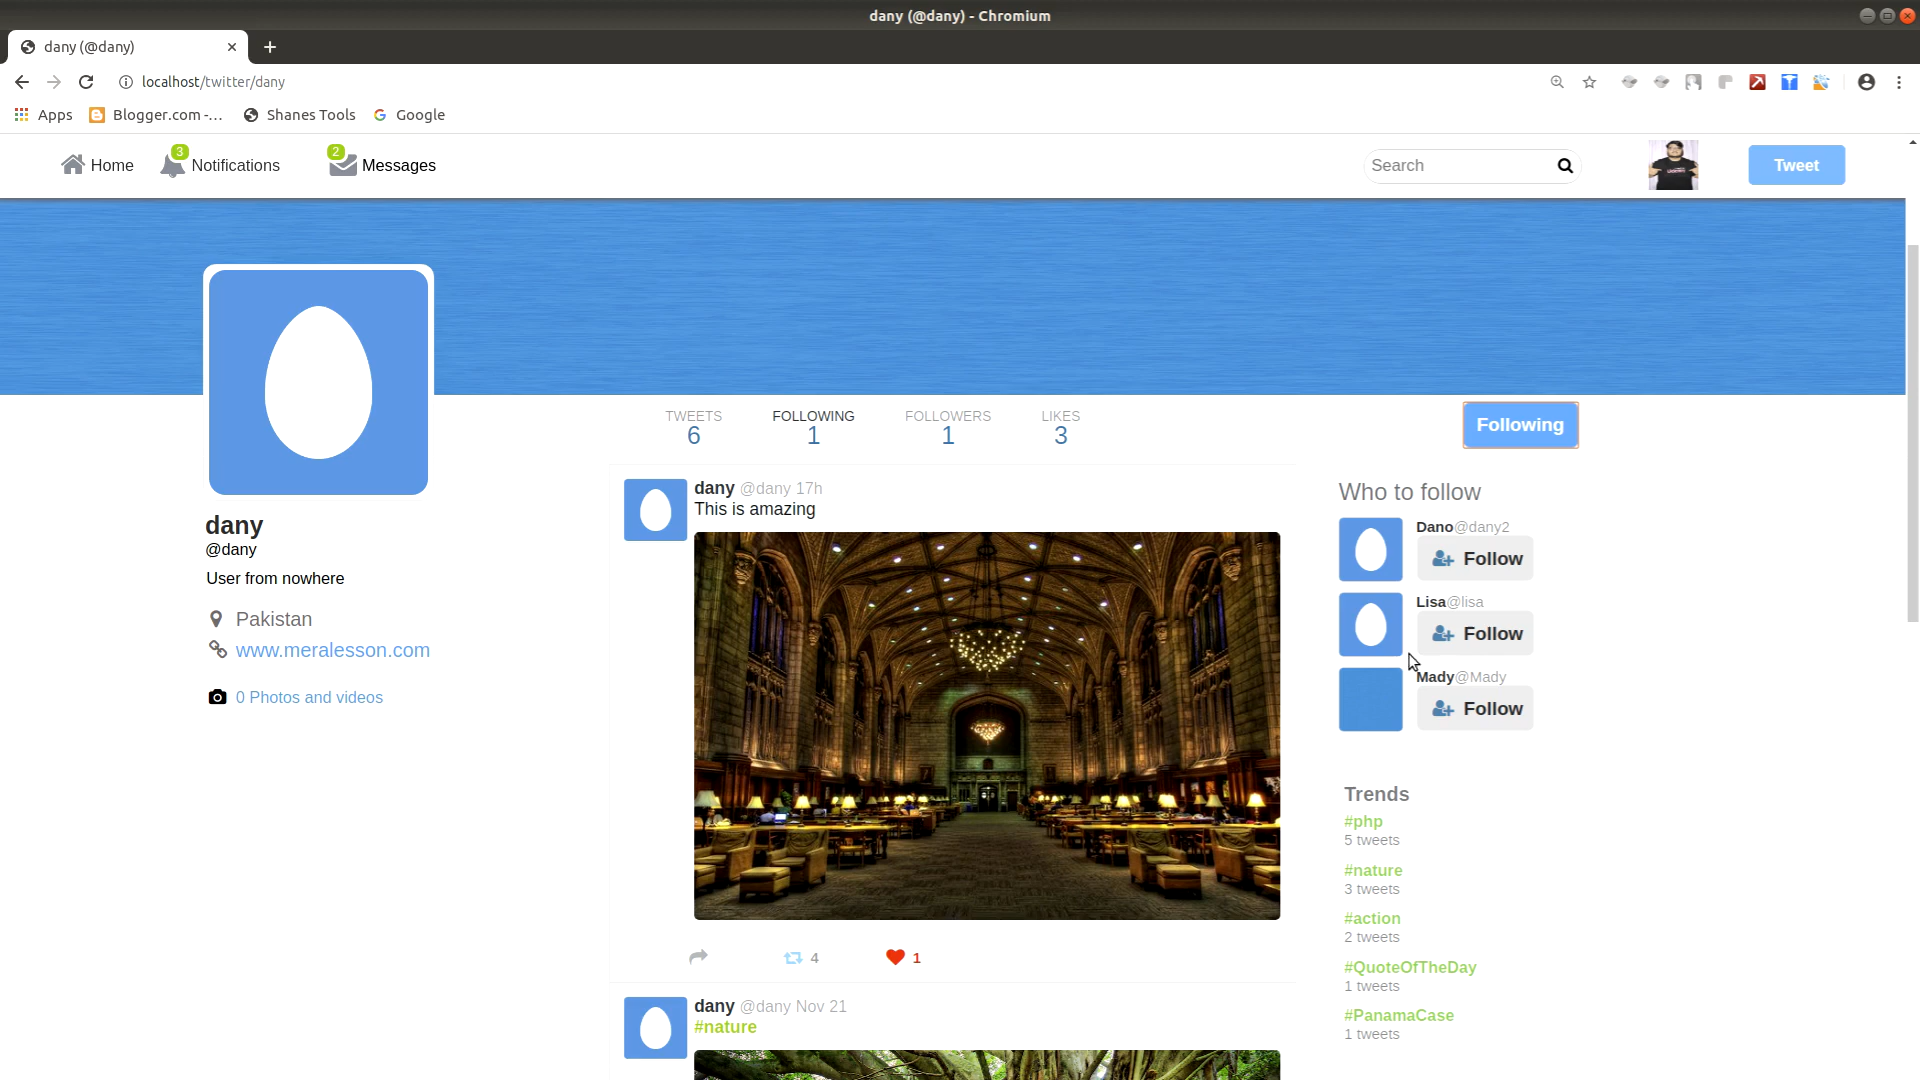 dany (@dany) - Chromium
dany (@dany)
localhost/twitter/dany
Apps
Blogger.com -...
Shanes Tools
Google
Home
3
Notifications
2
Messages
Search
Tweet
TWEETS
6
FOLLOWING
1
FOLLOWERS
1
LIKES
3
Following
dany
@dany
User from nowhere
Pakistan
www.meralesson.com
0 Photos and videos
dany @dany 17h
This is amazing
4
1
dany @dany Nov 21
#nature
Who to follow
Dano@dany2
Follow
Lisa@lisa
Follow
Mady@Mady
Follow
Trends
#php
5 tweets
#nature
3 tweets
#action
2 tweets
#QuoteOfTheDay
1 tweets
#PanamaCase
1 tweets